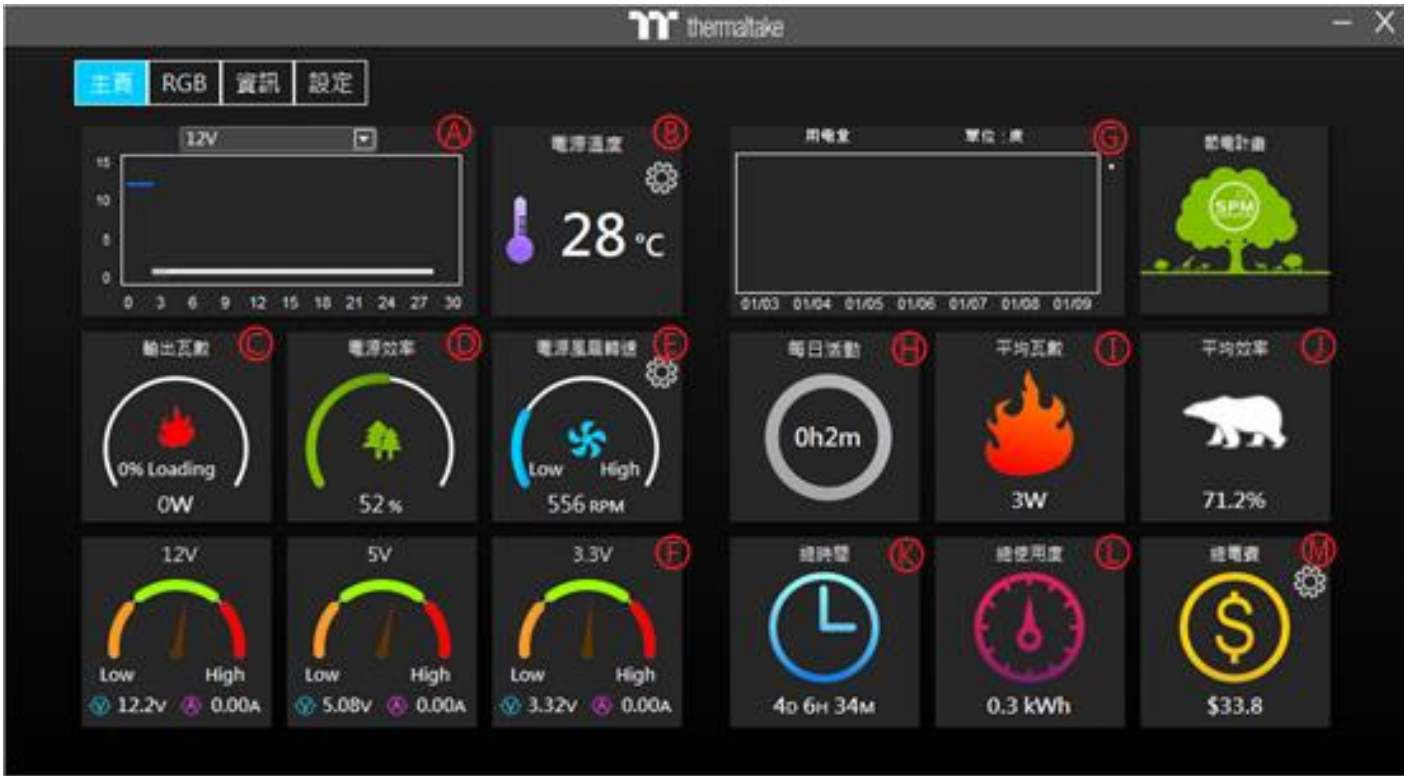 thermaltake
主頁 RGB 資訊 設定
12V
Ⓐ
15
10
5
0
0 3 6 9 12 15 18 21 24 27 30
電源溫度
Ⓑ
28 °C
用電量 單位:度
Ⓖ
01/03 01/04 01/05 01/06 01/07 01/08 01/09
節電計畫
SPM
輸出瓦數
Ⓒ
0% Loading
0W
電源效率
Ⓓ
52 %
電源風扇轉速
Ⓔ
Low High
556 RPM
每日活動
Ⓗ
0h2m
平均瓦數
Ⓘ
3W
平均效率
Ⓙ
71.2%
12V
Low High
V 12.2V A 0.00A
5V
Low High
V 5.08V A 0.00A
3.3V
Ⓕ
Low High
V 3.32V A 0.00A
總時間
Ⓚ
4D 6H 34M
總使用度
Ⓛ
0.3 kWh
總電費
Ⓜ
$
$33.8